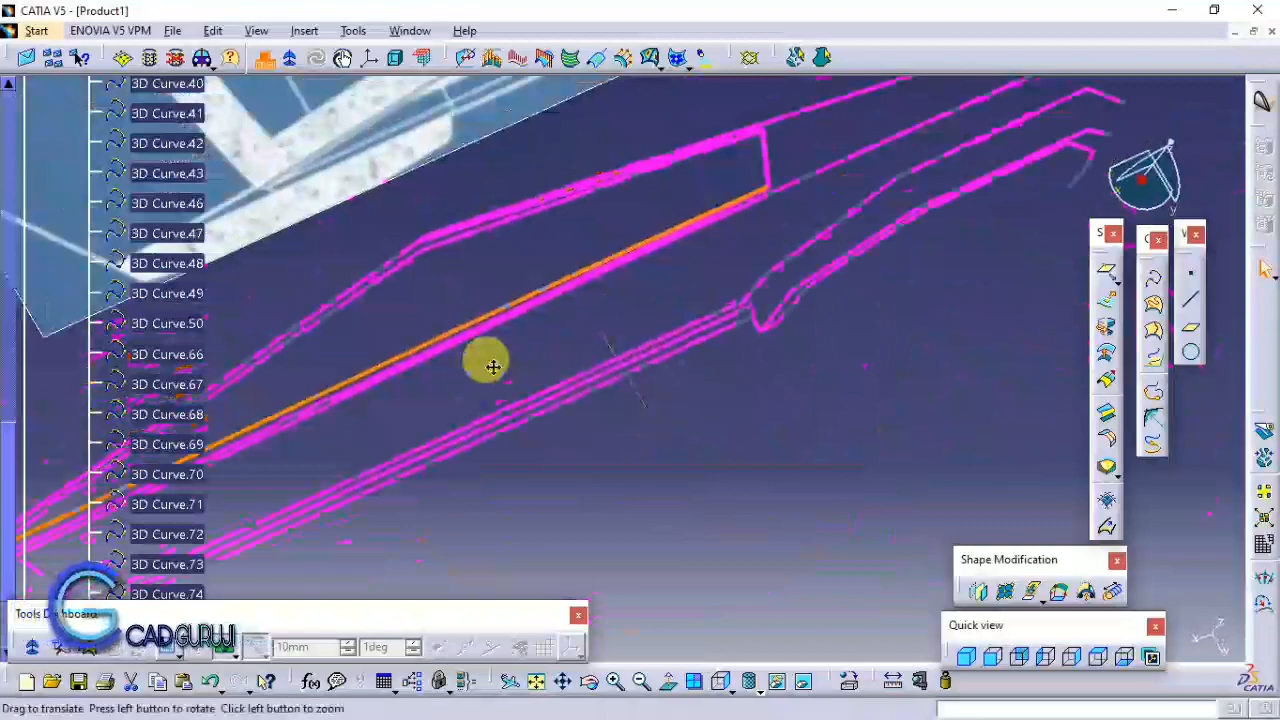 CATIA V5 - [Product1]
Start ENOVIA V5 VPM File Edit View Insert Tools Window Help
3D Curve.40
3D Curve.41
3D Curve.42
3D Curve.43
3D Curve.46
3D Curve.47
3D Curve.48
3D Curve.49
3D Curve.50
3D Curve.66
3D Curve.67
3D Curve.68
3D Curve.69
3D Curve.70
3D Curve.71
3D Curve.72
3D Curve.73
3D Curve.74
S
V
Shape Modification
Tools Dashboard
Quick view
CADGURUJI
10mm
1deg
f(x)
CATIA
Drag to translate Press left button to rotate Click left button to zoom